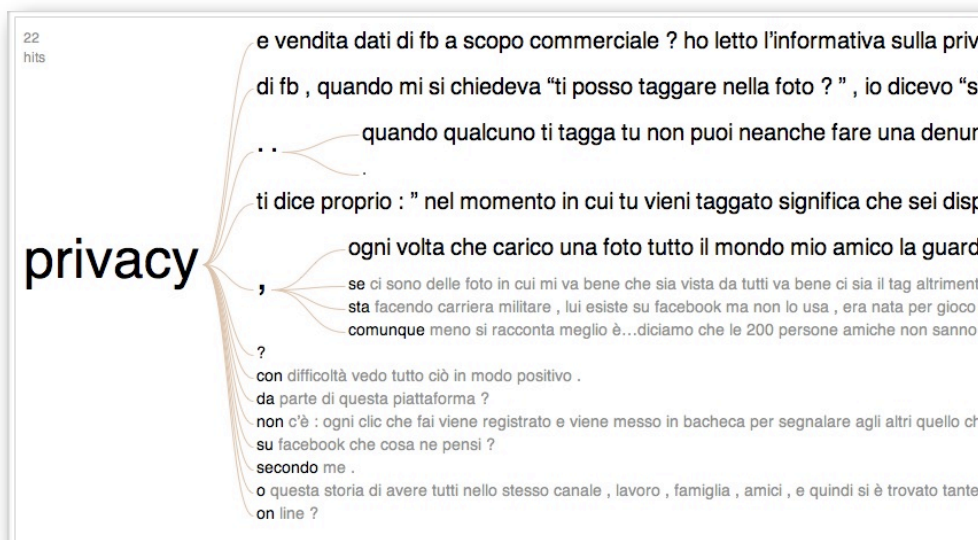 22
hits
e vendita dati di fb a scopo commerciale ? ho letto l'informativa sulla priv
di fb , quando mi si chiedeva “ti posso taggare nella foto ? ” , io dicevo “s
. .
quando qualcuno ti tagga tu non puoi neanche fare una denun
.
ti dice proprio : ” nel momento in cui tu vieni taggato significa che sei disp
privacy
,
ogni volta che carico una foto tutto il mondo mio amico la guard
se ci sono delle foto in cui mi va bene che sia vista da tutti va bene ci sia il tag altriment
sta facendo carriera militare , lui esiste su facebook ma non lo usa , era nata per gioco
comunque meno si racconta meglio è...diciamo che le 200 persone amiche non sanno
?
con difficoltà vedo tutto ciò in modo positivo .
da parte di questa piattaforma ?
non c'è : ogni clic che fai viene registrato e viene messo in bacheca per segnalare agli altri quello ch
su facebook che cosa ne pensi ?
secondo me .
o questa storia di avere tutti nello stesso canale , lavoro , famiglia , amici , e quindi si è trovato tante
on line ?